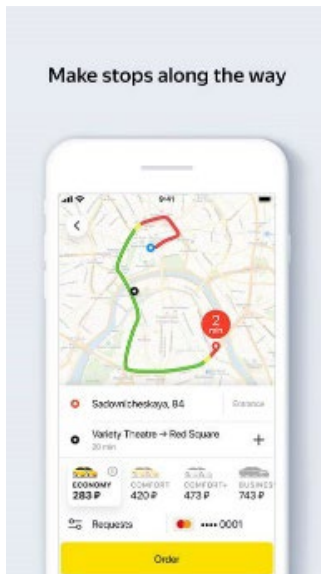 Make stops along the way
9:41
2
min
Sadovnicheskaya, 84 Entrance
Variety Theatre → Red Square
20 min
ECONOMY COMFORT COMFORT+ BUSINES
283 ₽ 420 ₽ 473 ₽ 743 ₽
Requests •••• 0001
Order